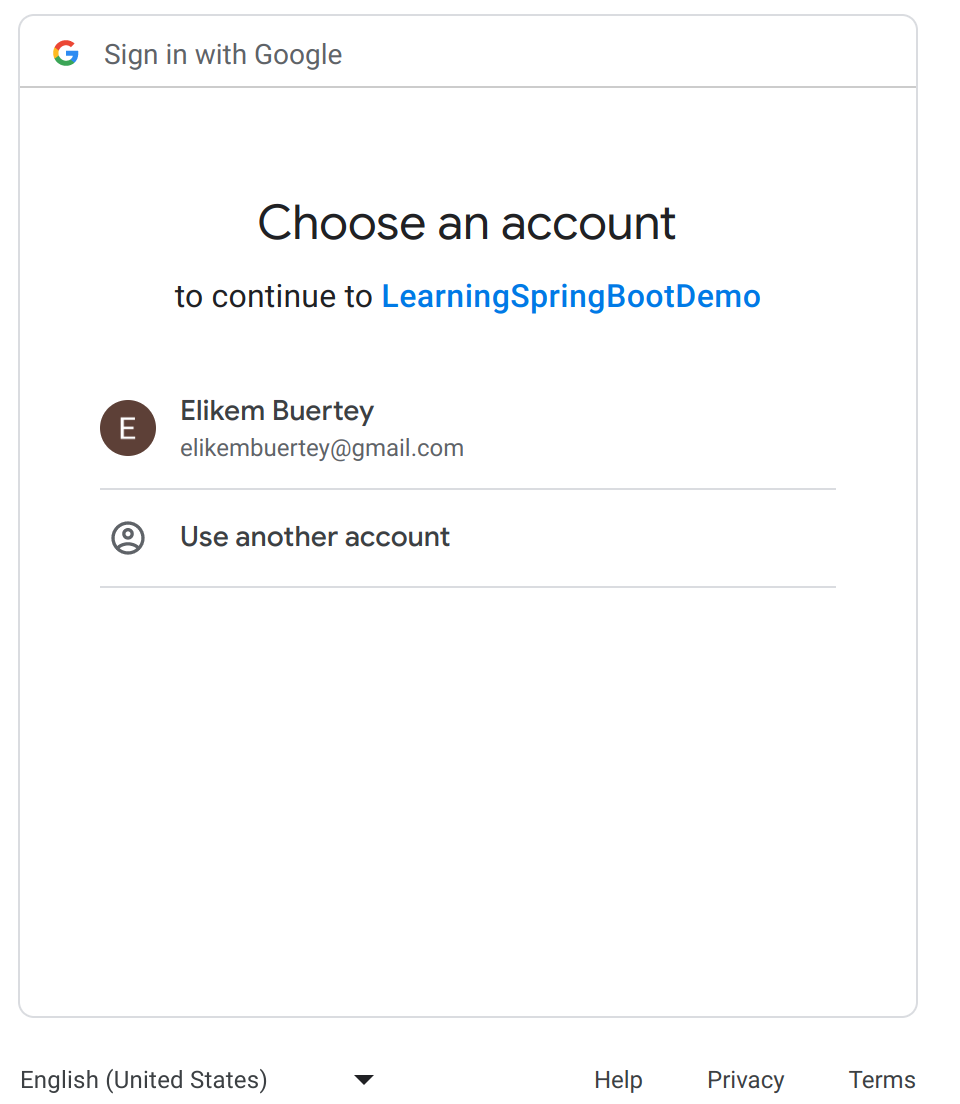 Sign in with Google
Choose an account
to continue to LearningSpringBootDemo
E
Elikem Buertey
elikembuertey@gmail.com
Use another account
English (United States)
Help Privacy Terms